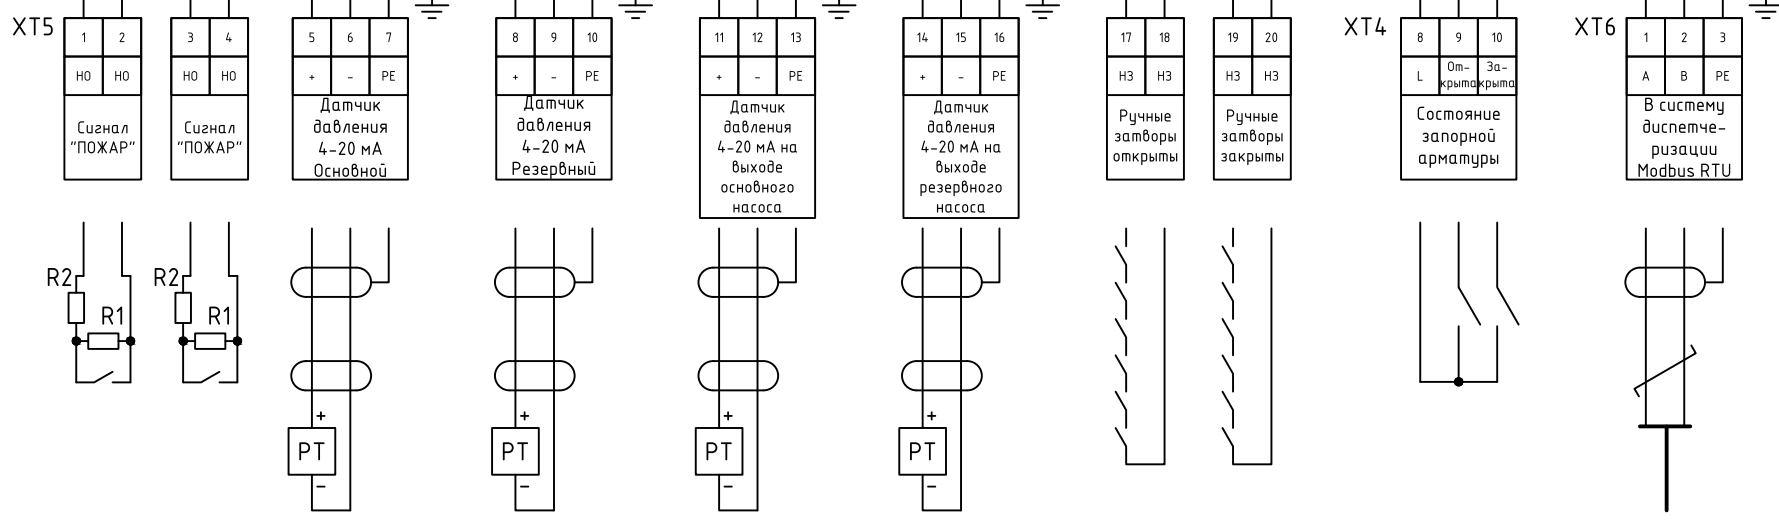 XT5
1 2
НО НО
Сигнал
"ПОЖАР"
3 4
НО НО
Сигнал
"ПОЖАР"
5 6 7
+ – PE
Датчик
давления
4-20 мА
Основной
8 9 10
+ – PE
Датчик
давления
4-20 мА
Резервный
11 12 13
+ – PE
Датчик
давления
4-20 мА на
выходе
основного
насоса
14 15 16
+ – PE
Датчик
давления
4-20 мА на
выходе
резервного
насоса
17 18
НЗ НЗ
Ручные
затворы
открыты
19 20
НЗ НЗ
Ручные
затворы
закрыты
XT4
8 9 10
L От-
крыта За-
крыта
Состояние
запорной
арматуры
XT6
1 2 3
A B PE
В систему
диспетче-
ризации
Modbus RTU
R2
R1
R2
R1
+
PT
–
+
PT
–
+
PT
–
+
PT
–